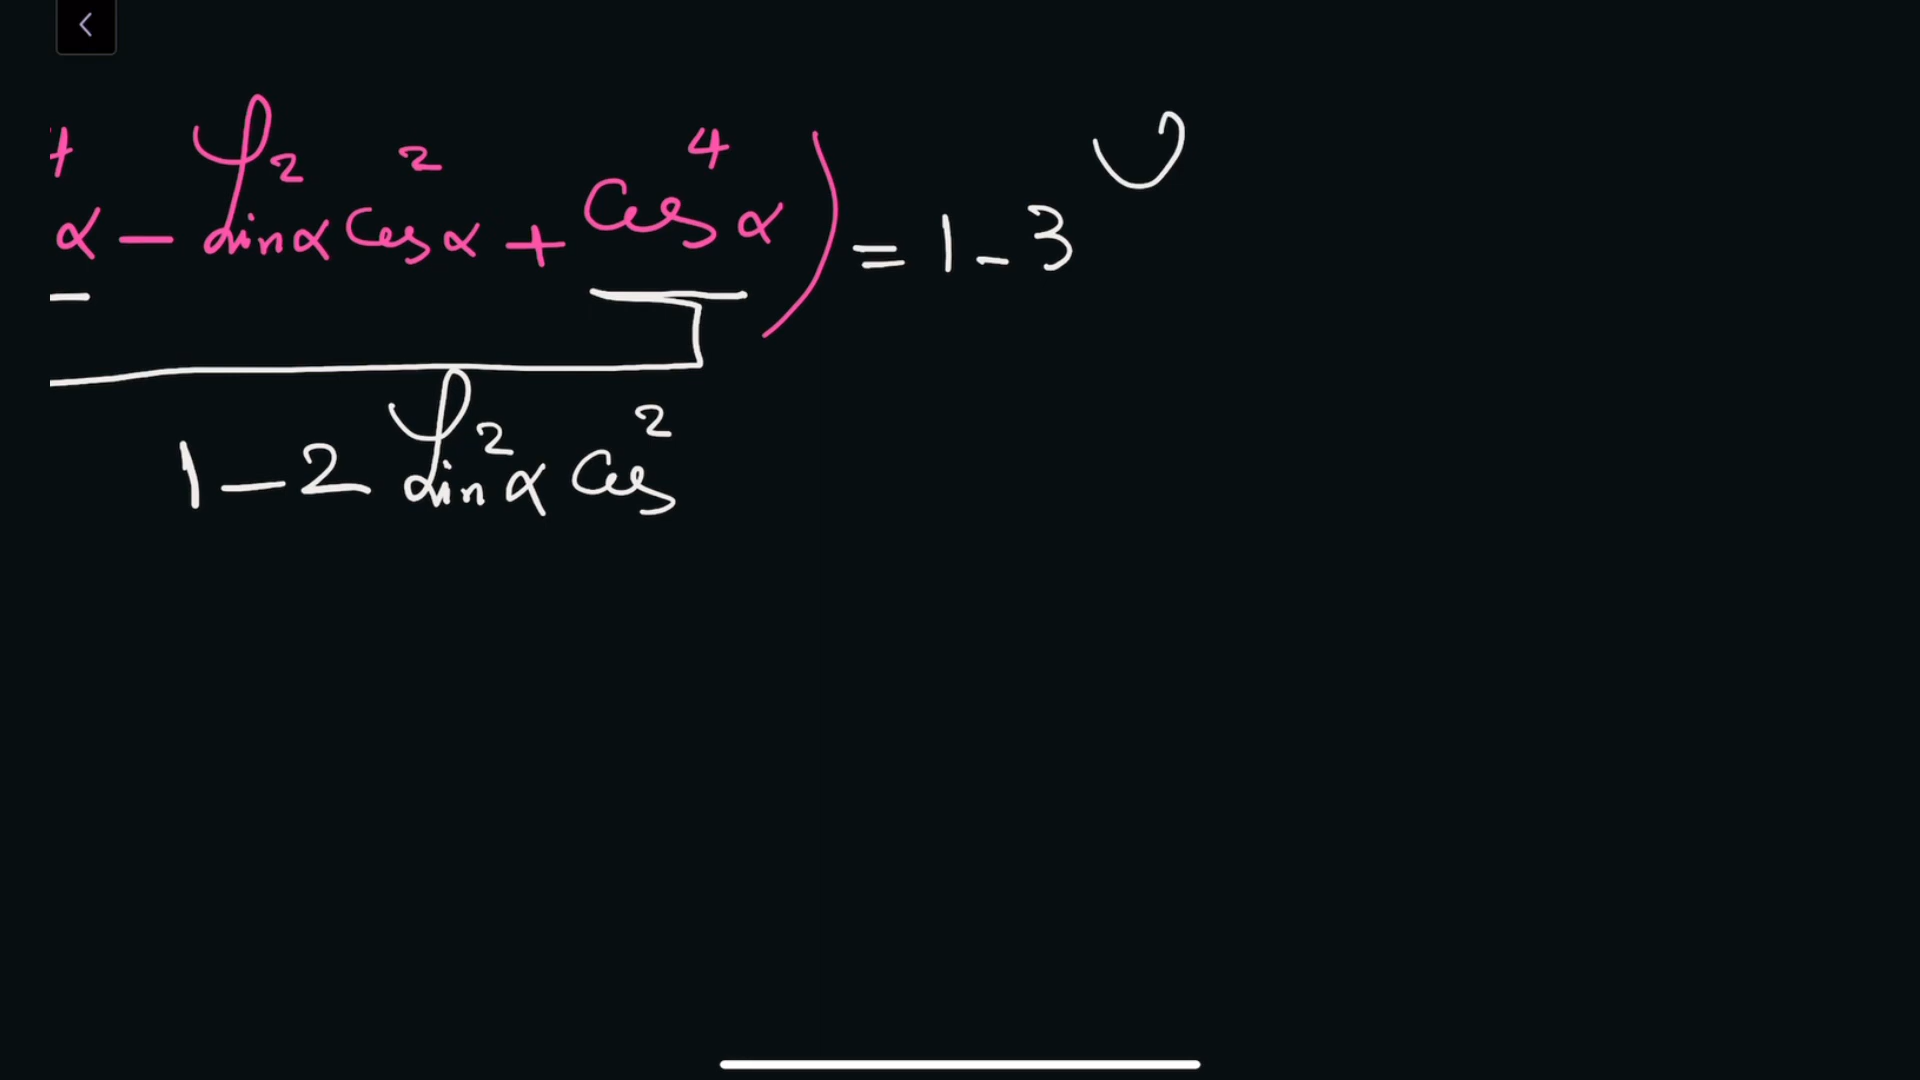 α - sin²α cos²α + cos⁴α) = 1 - 3
1 - 2 sin²α cos²